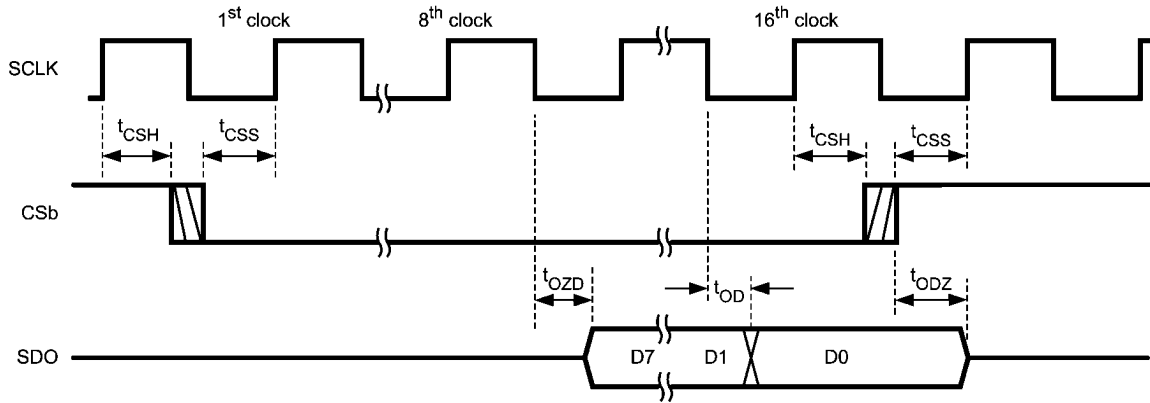 1st clock 8th clock 16th clock
SCLK
tCSH tCSS tCSH tCSS
CSb
tOZD tOD tODZ
SDO D7 D1 D0